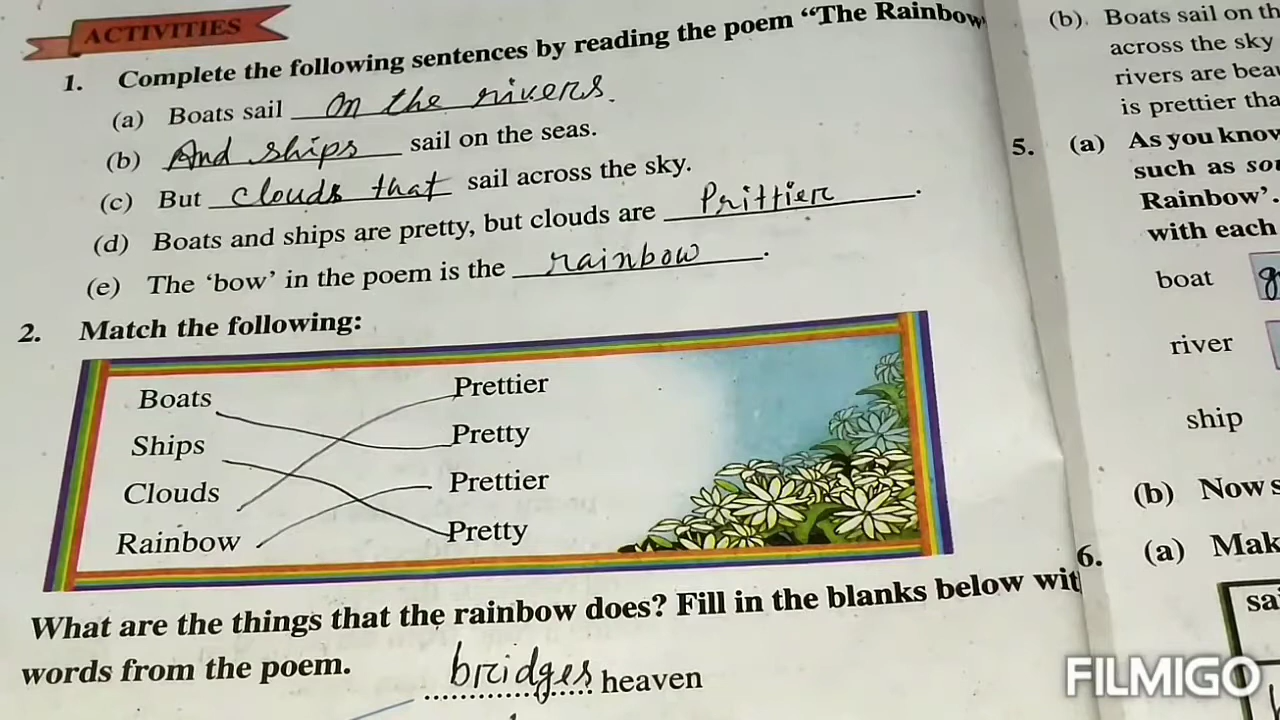 ACTIVITIES
1. Complete the following sentences by reading the poem “The Rainbow
(a) Boats sail on the rivers.
(b) And ships sail on the seas.
(c) But clouds that sail across the sky.
(d) Boats and ships are pretty, but clouds are Prittier.
(e) The ‘bow’ in the poem is the rainbow.
2. Match the following:
Boats Prettier
Ships Pretty
Clouds Prettier
Rainbow Pretty
What are the things that the rainbow does? Fill in the blanks below wit
words from the poem.
bridges heaven
(b). Boats sail on th
across the sky
rivers are beau
is prettier tha
5. (a) As you know
such as sou
Rainbow’.
with each
boat g
river
ship
(b) Now s
6. (a) Mak
sai
FILMIGO